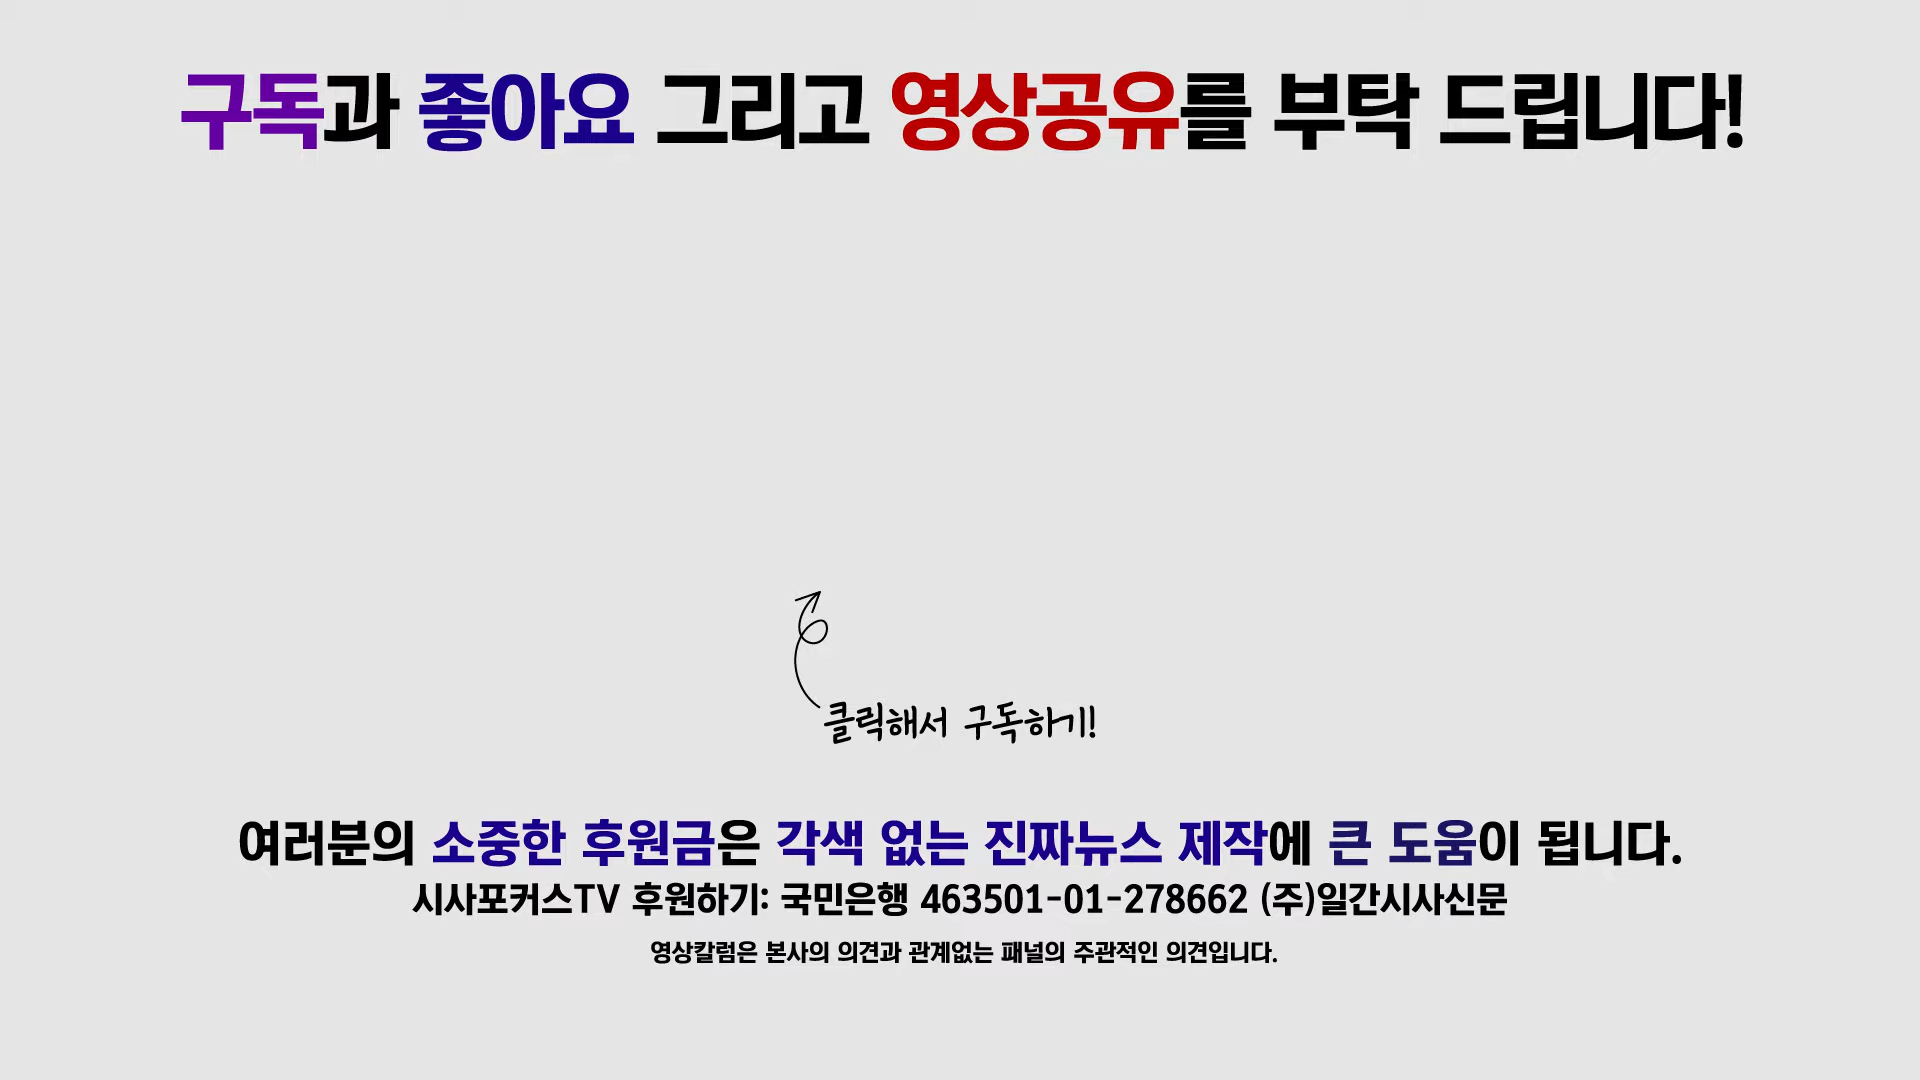 구독과 좋아요 그리고 영상공유를 부탁 드립니다!
클릭해서 구독하기!
여러분의 소중한 후원금은 각색 없는 진짜뉴스 제작에 큰 도움이 됩니다.
시사포커스TV 후원하기: 국민은행 463501-01-278662 (주)일간시사신문
영상칼럼은 본사의 의견과 관계없는 패널의 주관적인 의견입니다.